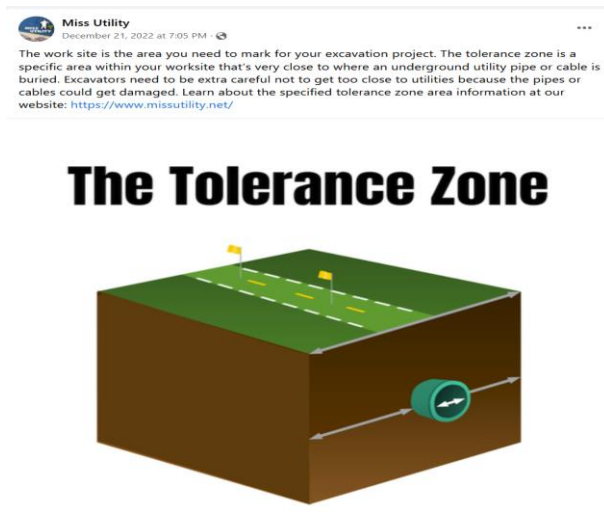 Miss Utility
December 21, 2022 at 7:05 PM ·
The work site is the area you need to mark for your excavation project. The tolerance zone is a
specific area within your worksite that's very close to where an underground utility pipe or cable is
buried. Excavators need to be extra careful not to get too close to utilities because the pipes or
cables could get damaged. Learn about the specified tolerance zone area information at our
website: https://www.missutility.net/
The Tolerance Zone